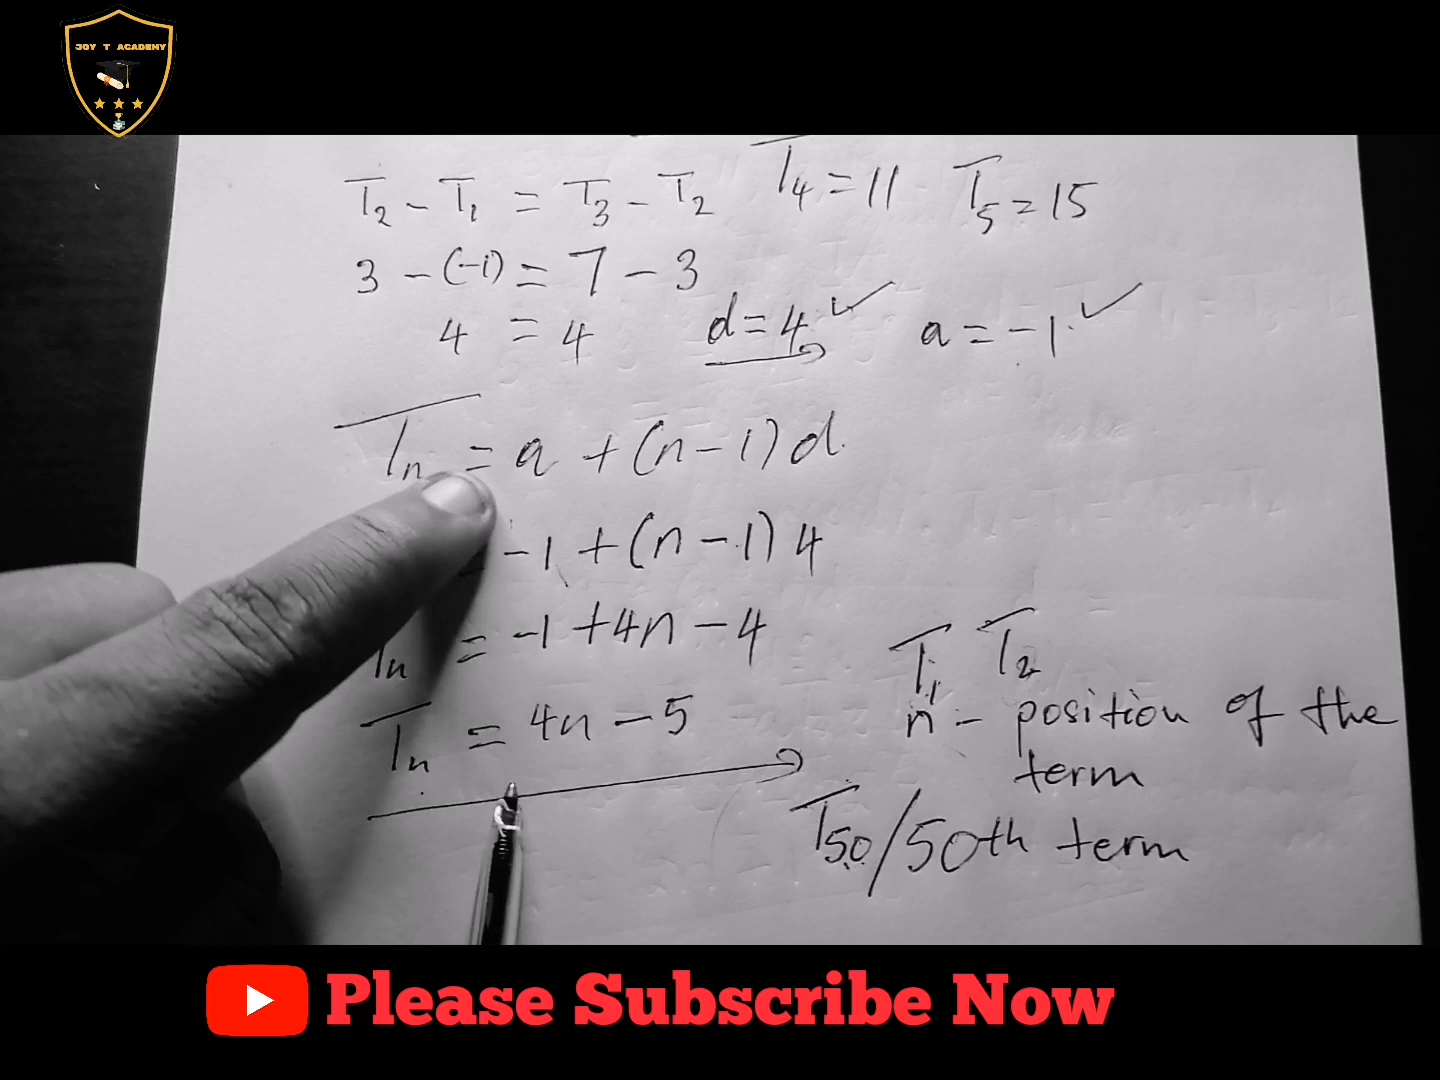 JOY T ACADEMY
T₂ - T₁ = T₃ - T₂ T₄ = 11 T₅ = 15
3 - (-1) = 7 - 3
4 = 4 d = 4 ✓ a = -1 ✓
Tn = a + (n - 1) d
= -1 + (n - 1) 4
Tn = -1 + 4n - 4
T₁ T₂
Tn = 4n - 5
n - position of the
term
T₅₀/50th term
Please Subscribe Now